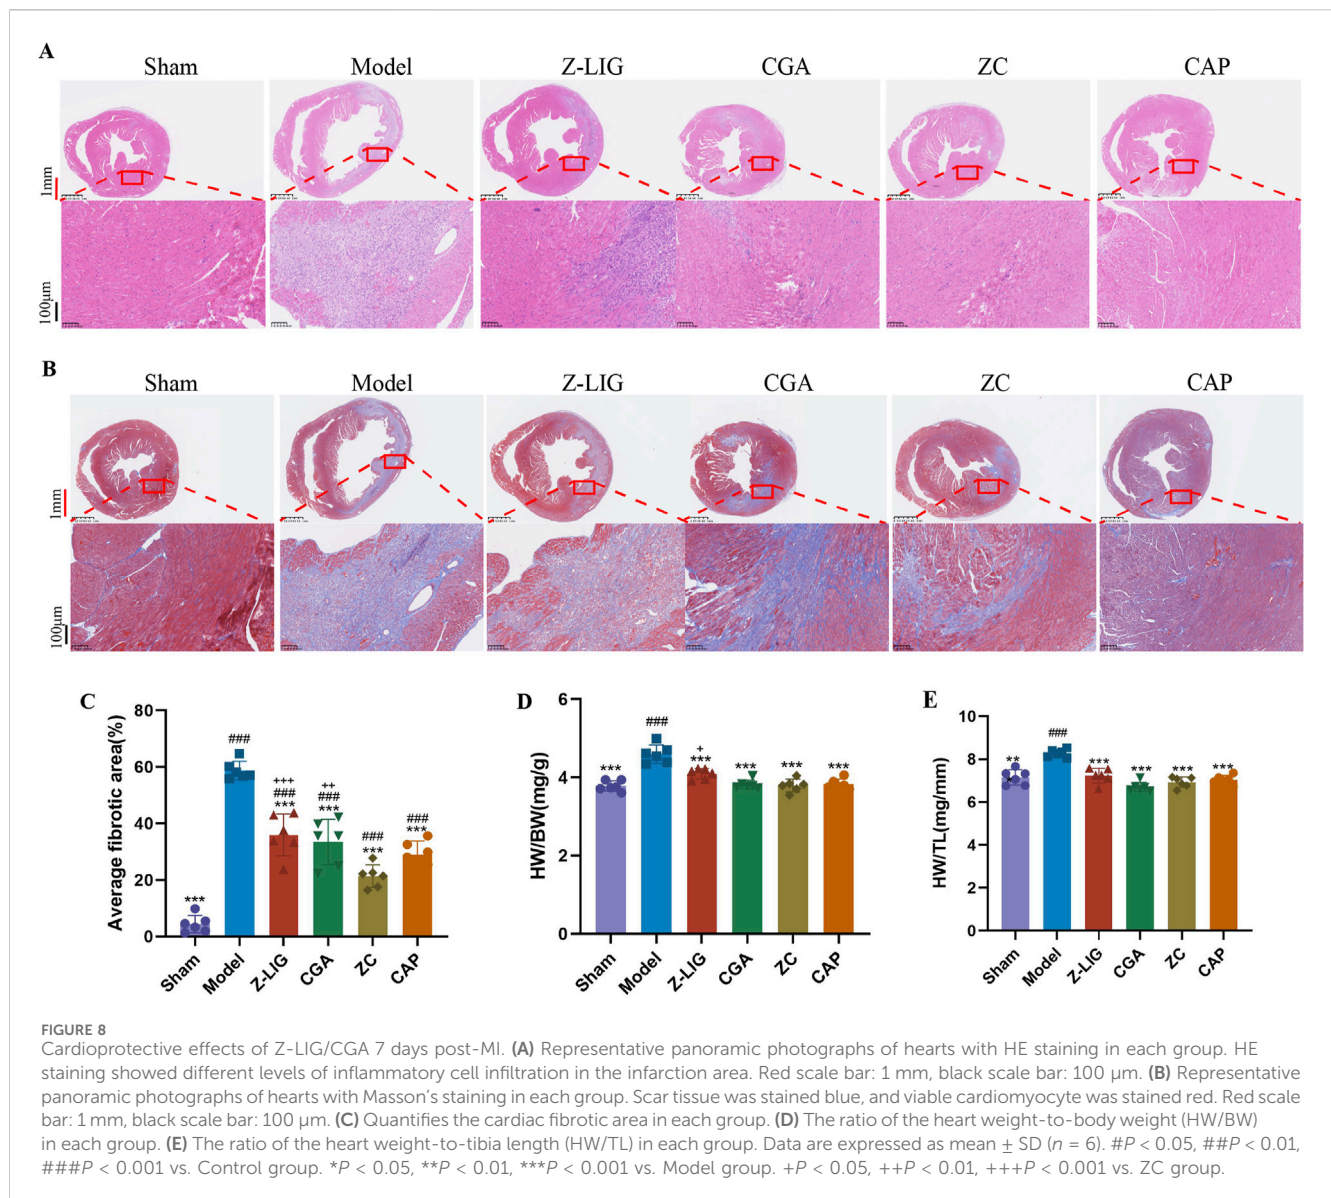 A
Sham Model Z-LIG CGA ZC CAP
1mm
100μm
B
Sham Model Z-LIG CGA ZC CAP
1mm
100μm
C
Average fibrotic area(%)
80
60
40
20
0
***
###
+++
###
***
++
###
***
###
***
###
***
Sham Model Z-LIG CGA ZC CAP
D
HW/BW(mg/g)
6
4
2
0
***
###
+
***
***
***
***
Sham Model Z-LIG CGA ZC CAP
E
HW/TL(mg/mm)
10
8
6
4
2
0
**
###
***
***
***
***
Sham Model Z-LIG CGA ZC CAP
FIGURE 8
Cardioprotective effects of Z-LIG/CGA 7 days post-MI. (A) Representative panoramic photographs of hearts with HE staining in each group. HE
staining showed different levels of inflammatory cell infiltration in the infarction area. Red scale bar: 1 mm, black scale bar: 100 μm. (B) Representative
panoramic photographs of hearts with Masson's staining in each group. Scar tissue was stained blue, and viable cardiomyocyte was stained red. Red scale
bar: 1 mm, black scale bar: 100 μm. (C) Quantifies the cardiac fibrotic area in each group. (D) The ratio of the heart weight-to-body weight (HW/BW)
in each group. (E) The ratio of the heart weight-to-tibia length (HW/TL) in each group. Data are expressed as mean ± SD (n = 6). #P < 0.05, ##P < 0.01,
###P < 0.001 vs. Control group. *P < 0.05, **P < 0.01, ***P < 0.001 vs. Model group. +P < 0.05, ++P < 0.01, +++P < 0.001 vs. ZC group.